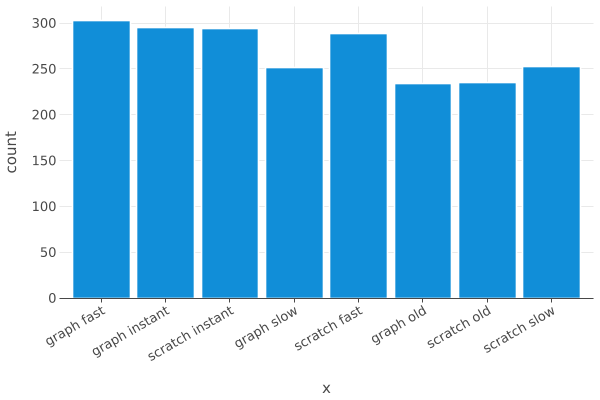 count
300
250
200
150
100
50
0
graph fast
graph instant
scratch instant
graph slow
scratch fast
graph old
scratch old
scratch slow
x